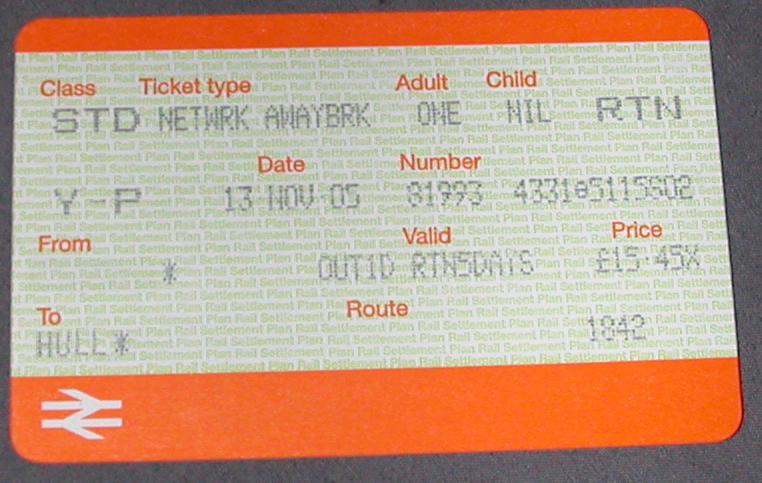 Class Ticket type Adult Child
STD NETWRK AWAYBRK ONE NIL RTN
Date Number
Y-P 13 NOV 05 81993
From Valid Price
* OUT1D RTN5DAYS £15.45X
To Route
HULL* 1842